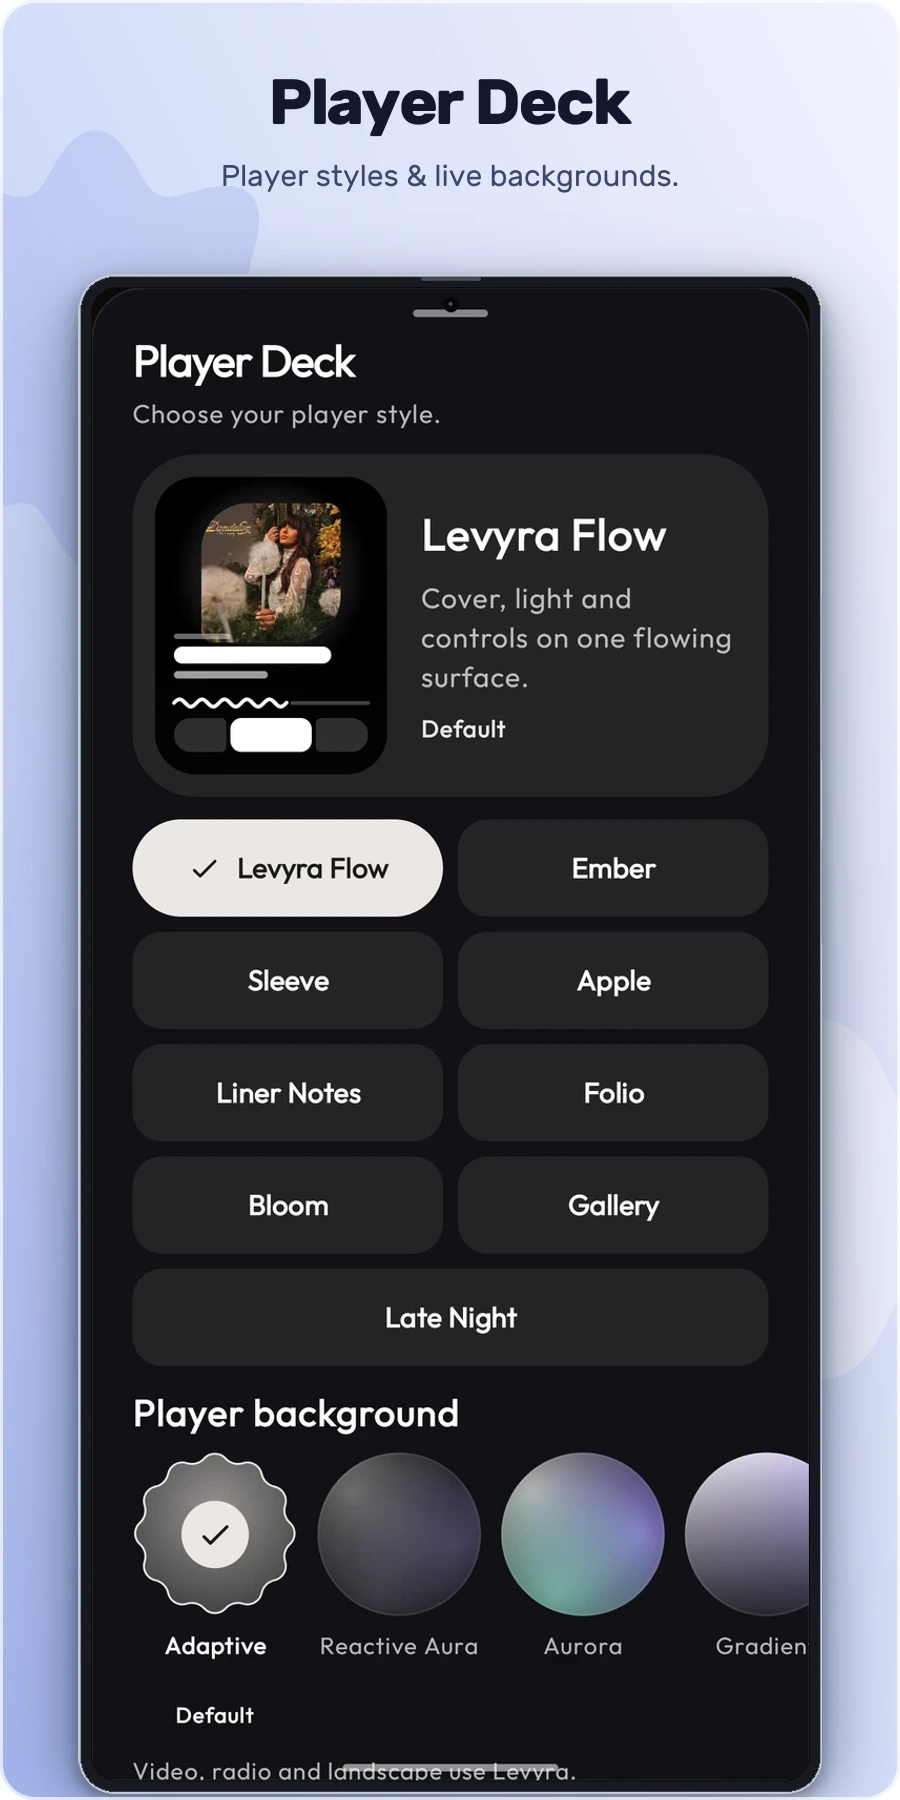 Player Deck
Player styles & live backgrounds.
Player Deck
Choose your player style.
Levyra Flow
Cover, light and
controls on one flowing
surface.
Default
Levyra Flow
Ember
Sleeve
Apple
Liner Notes
Folio
Bloom
Gallery
Late Night
Player background
Adaptive
Reactive Aura
Aurora
Gradien
Default
Video, radio and landscape use Levyra.